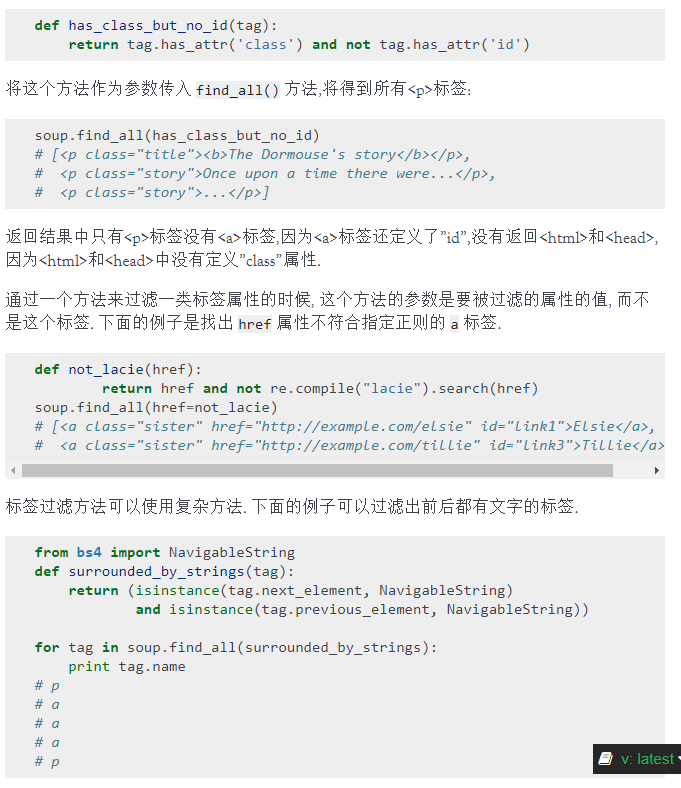 def has_class_but_no_id(tag):
    return tag.has_attr('class') and not tag.has_attr('id')
将这个方法作为参数传入 find_all() 方法,将得到所有<p>标签:
soup.find_all(has_class_but_no_id)
# [<p class="title"><b>The Dormouse's story</b></p>,
#  <p class="story">Once upon a time there were...</p>,
#  <p class="story">...</p>]
返回结果中只有<p>标签没有<a>标签,因为<a>标签还定义了”id”,没有返回<html>和<head>,
因为<html>和<head>中没有定义”class”属性.
通过一个方法来过滤一类标签属性的时候, 这个方法的参数是要被过滤的属性的值, 而不
是这个标签. 下面的例子是找出 href 属性不符合指定正则的 a 标签.
def not_lacie(href):
        return href and not re.compile("lacie").search(href)
soup.find_all(href=not_lacie)
# [<a class="sister" href="http://example.com/elsie" id="link1">Elsie</a>,
#  <a class="sister" href="http://example.com/tillie" id="link3">Tillie</a>
标签过滤方法可以使用复杂方法. 下面的例子可以过滤出前后都有文字的标签.
from bs4 import NavigableString
def surrounded_by_strings(tag):
    return (isinstance(tag.next_element, NavigableString)
            and isinstance(tag.previous_element, NavigableString))
for tag in soup.find_all(surrounded_by_strings):
    print tag.name
# p
# a
# a
# a
# p
v: latest